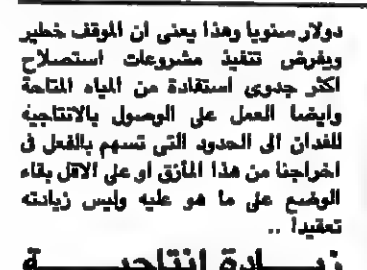 دولار سنويا وهذا يعنى ان الموقف خطير
ويفرض تنفيذ مشروعات استصلاح
اكثر جدوى استفادة من المياه المتاحة
وايضا العمل على الوصول بالانتاجية
للفدان الى الحدود التى تسهم بالفعل فى
اخراجنا من هذا المأزق او على الاقل بقاء
الوضع على ما هو عليه وليس زيادته
تعقيدا ..
زيادة انتاجية